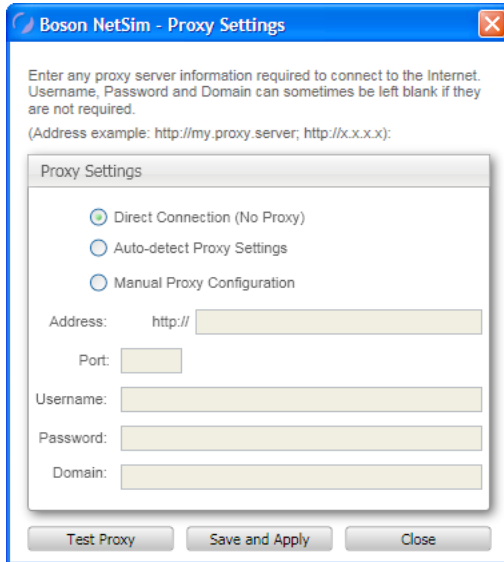 Boson NetSim - Proxy Settings
Enter any proxy server information required to connect to the Internet.
Username, Password and Domain can sometimes be left blank if they
are not required.
(Address example: http://my.proxy.server; http://x.x.x.x):
Proxy Settings
Direct Connection (No Proxy)
Auto-detect Proxy Settings
Manual Proxy Configuration
Address: http://
Port:
Username:
Password:
Domain:
Test Proxy Save and Apply Close